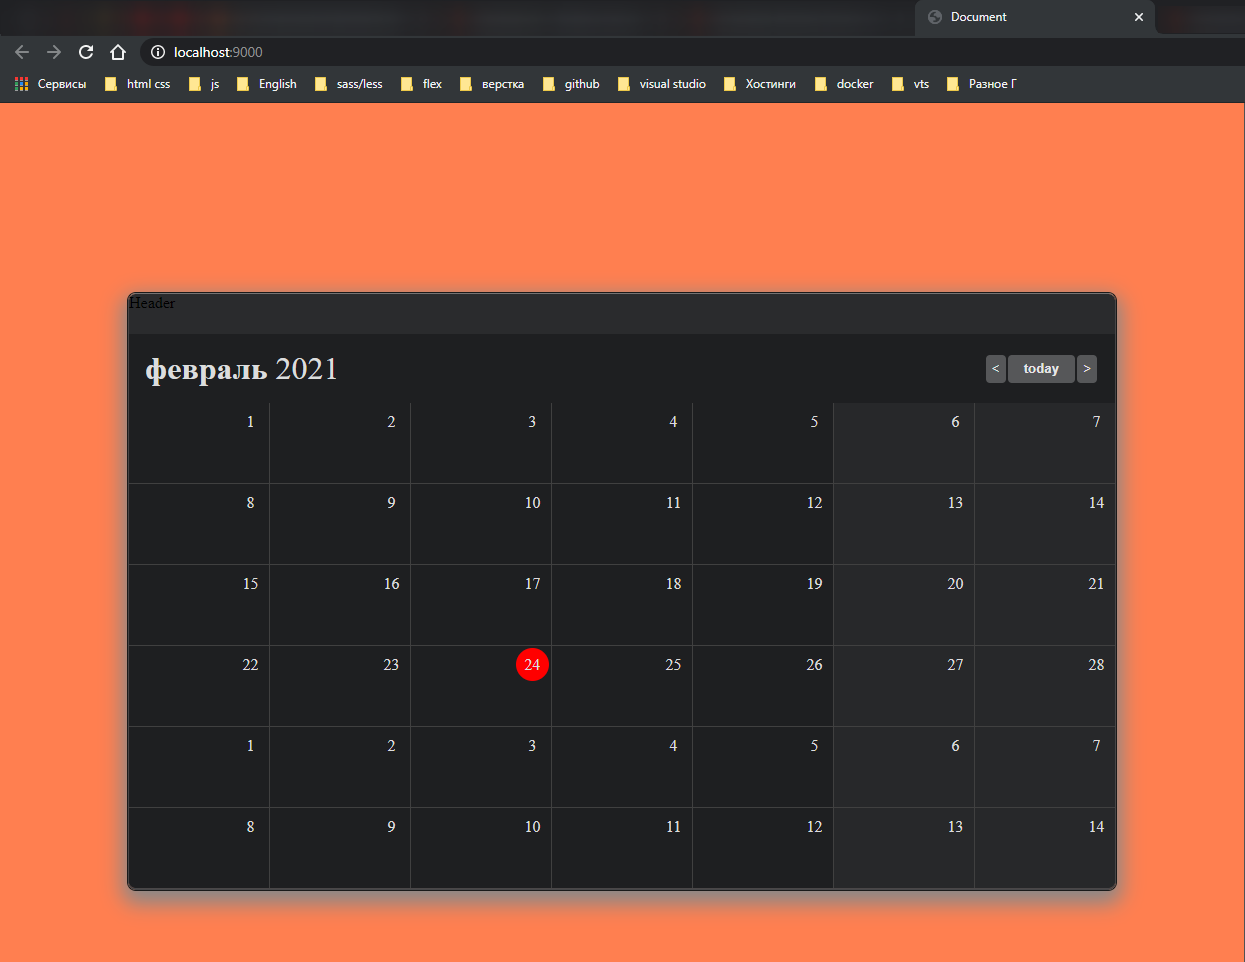 Document
localhost:9000
Сервисы html css js English sass/less flex верстка github visual studio Хостинги docker vts Разное Г
Header
февраль 2021 < today >
1 2 3 4 5 6 7
8 9 10 11 12 13 14
15 16 17 18 19 20 21
22 23 24 25 26 27 28
1 2 3 4 5 6 7
8 9 10 11 12 13 14